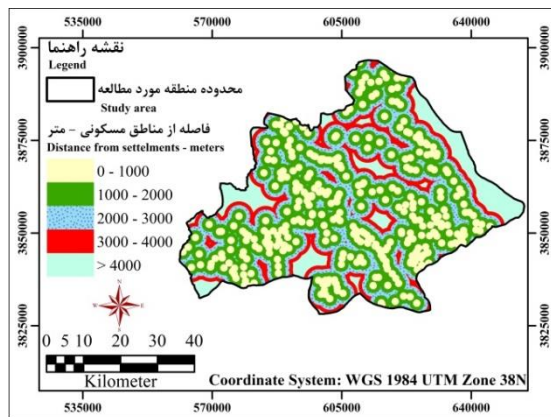 535000 570000 605000 640000
3900000 3900000
نقشه راهنما
Legend
محدوده منطقه مورد مطالعه
Study area
3875000 3875000
فاصله از مناطق مسکونی - متر
Distance from settelments - meters
0 - 1000
1000 - 2000
2000 - 3000
3000 - 4000
> 4000
3850000 3850000
N
W E
S
3825000 3825000
0 5 10 20 30 40
Kilometer
Coordinate System: WGS 1984 UTM Zone 38N
535000 570000 605000 640000